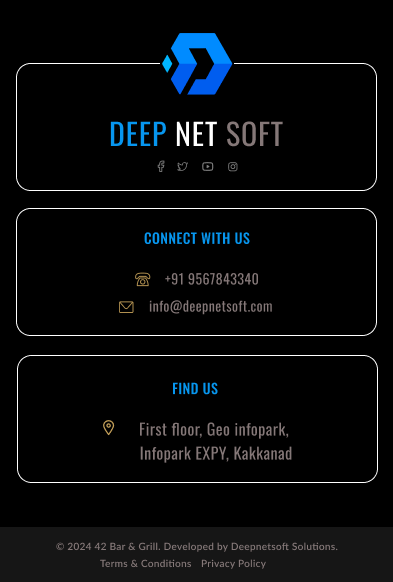 DEEP NET SOFT
CONNECT WITH US
+91 9567843340
info@deepnetsoft.com
FIND US
First floor, Geo infopark,
Infopark EXPY, Kakkanad
© 2024 42 Bar & Grill. Developed by Deepnetsoft Solutions.
Terms & Conditions Privacy Policy